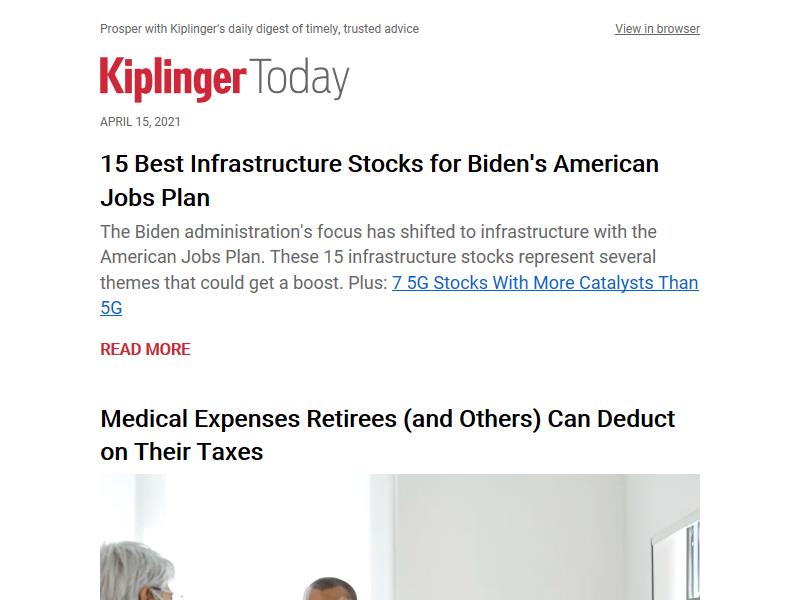 Prosper with Kiplinger's daily digest of timely, trusted advice
View in browser
Kiplinger Today
APRIL 15, 2021
15 Best Infrastructure Stocks for Biden's American
Jobs Plan
The Biden administration's focus has shifted to infrastructure with the
American Jobs Plan. These 15 infrastructure stocks represent several
themes that could get a boost. Plus: 7 5G Stocks With More Catalysts Than
5G
READ MORE
Medical Expenses Retirees (and Others) Can Deduct
on Their Taxes